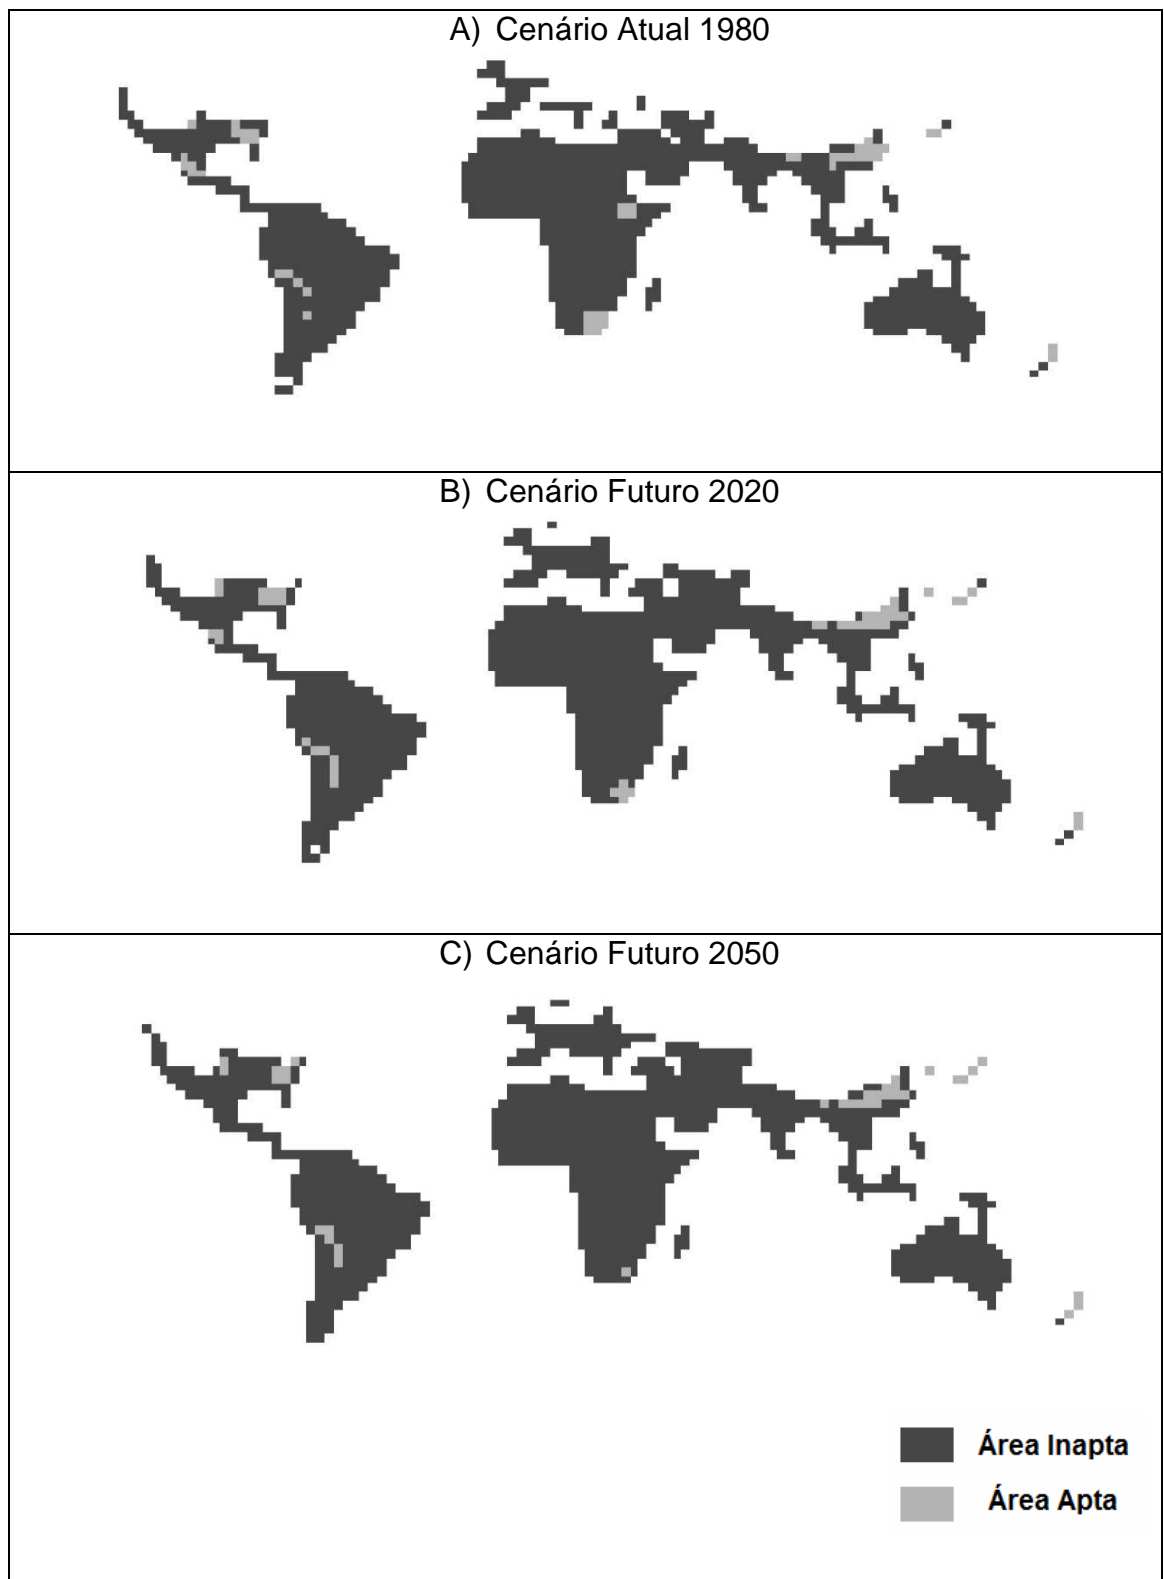 A) Cenário Atual 1980
B) Cenário Futuro 2020
C) Cenário Futuro 2050
Área Inapta
Área Apta